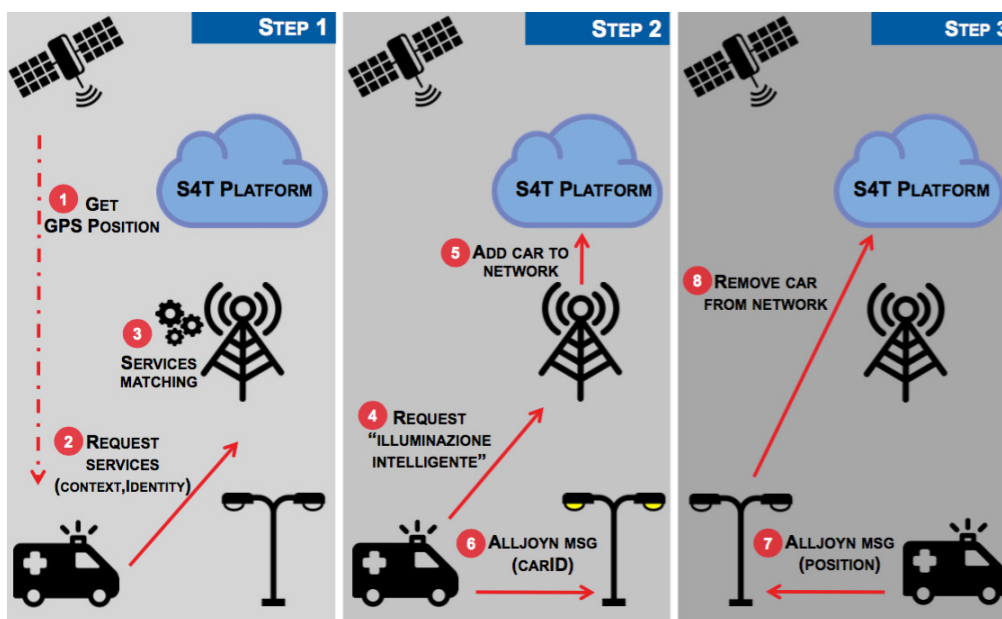 STEP 1
S4T PLATFORM
1 GET
GPS POSITION
3
SERVICES
MATCHING
2 REQUEST
SERVICES
(CONTEXT,IDENTITY)
STEP 2
S4T PLATFORM
5 ADD CAR TO
NETWORK
4 REQUEST
“ILLUMINAZIONE
INTELLIGENTE”
6 ALLJOYN MSG
(CARID)
STEP 3
S4T PLATFORM
8 REMOVE CAR
FROM NETWORK
7 ALLJOYN MSG
(POSITION)